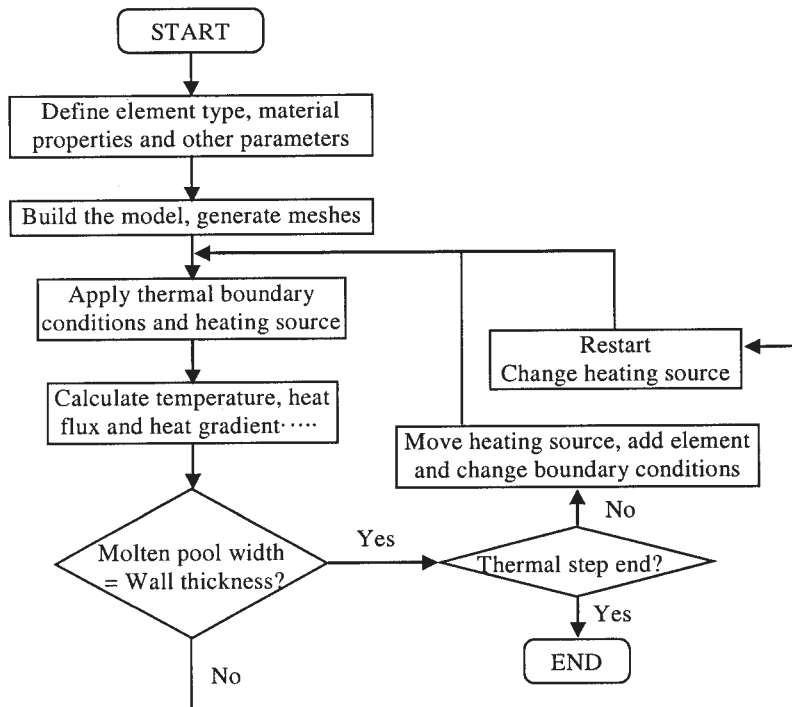 START
Define element type, material
properties and other parameters
Build the model, generate meshes
Apply thermal boundary
conditions and heating source
Restart
Change heating source
Calculate temperature, heat
flux and heat gradient·····
Move heating source, add element
and change boundary conditions
No
Molten pool width
= Wall thickness?
Yes
Thermal step end?
Yes
END
No